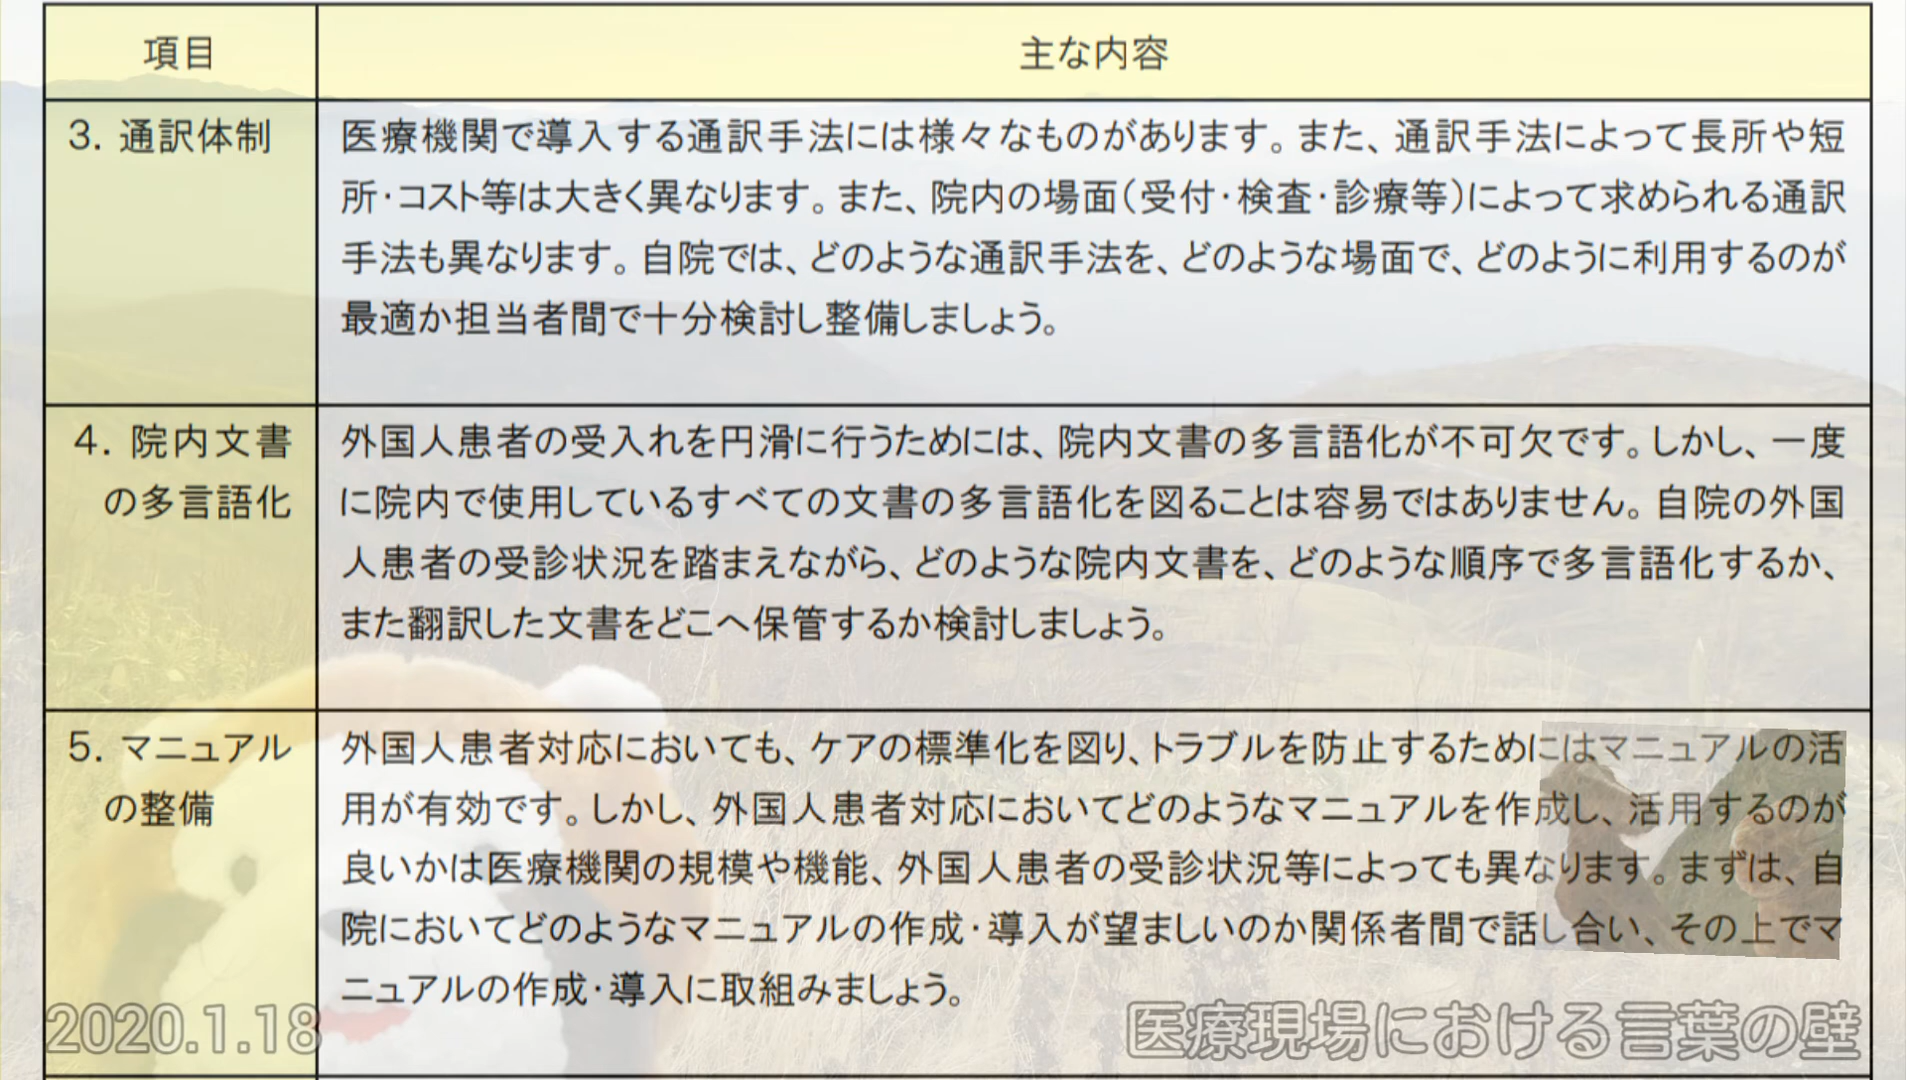 項目
主な内容
3. 通訳体制
医療機関で導入する通訳手法には様々なものがあります。また、通訳手法によって長所や短
所・コスト等は大きく異なります。また、院内の場面(受付・検査・診療等)によって求められる通訳
手法も異なります。自院では、どのような通訳手法を、どのような場面で、どのように利用するのが
最適か担当者間で十分検討し整備しましょう。
4. 院内文書
の多言語化
外国人患者の受入れを円滑に行うためには、院内文書の多言語化が不可欠です。しかし、一度
に院内で使用しているすべての文書の多言語化を図ることは容易ではありません。自院の外国
人患者の受診状況を踏まえながら、どのような院内文書を、どのような順序で多言語化するか、
また翻訳した文書をどこへ保管するか検討しましょう。
5. マニュアル
の整備
外国人患者対応においても、ケアの標準化を図り、トラブルを防止するためにはマニュアルの活
用が有効です。しかし、外国人患者対応においてどのようなマニュアルを作成し、活用するのが
良いかは医療機関の規模や機能、外国人患者の受診状況等によっても異なります。まずは、自
院においてどのようなマニュアルの作成・導入が望ましいのか関係者間で話し合い、その上でマ
ニュアルの作成・導入に取組みましょう。
2020.1.18
医療現場における言葉の壁